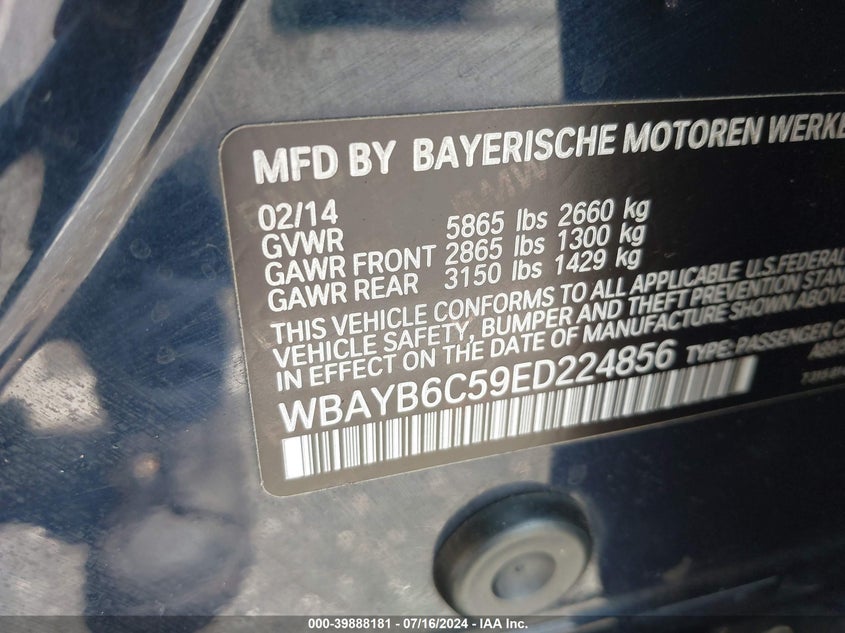 MFD BY BAYERISCHE MOTOREN WERKE
02/14
GVWR 5865 lbs 2660 kg
GAWR FRONT 2865 lbs 1300 kg
GAWR REAR 3150 lbs 1429 kg
THIS VEHICLE CONFORMS TO ALL APPLICABLE U.S.FEDERAL
VEHICLE SAFETY, BUMPER AND THEFT PREVENTION STAN
IN EFFECT ON THE DATE OF MANUFACTURE SHOWN ABOVE
WBAYB6C59ED224856 TYPE: PASSENGER C
000-39888181 - 07/16/2024 - IAA Inc.